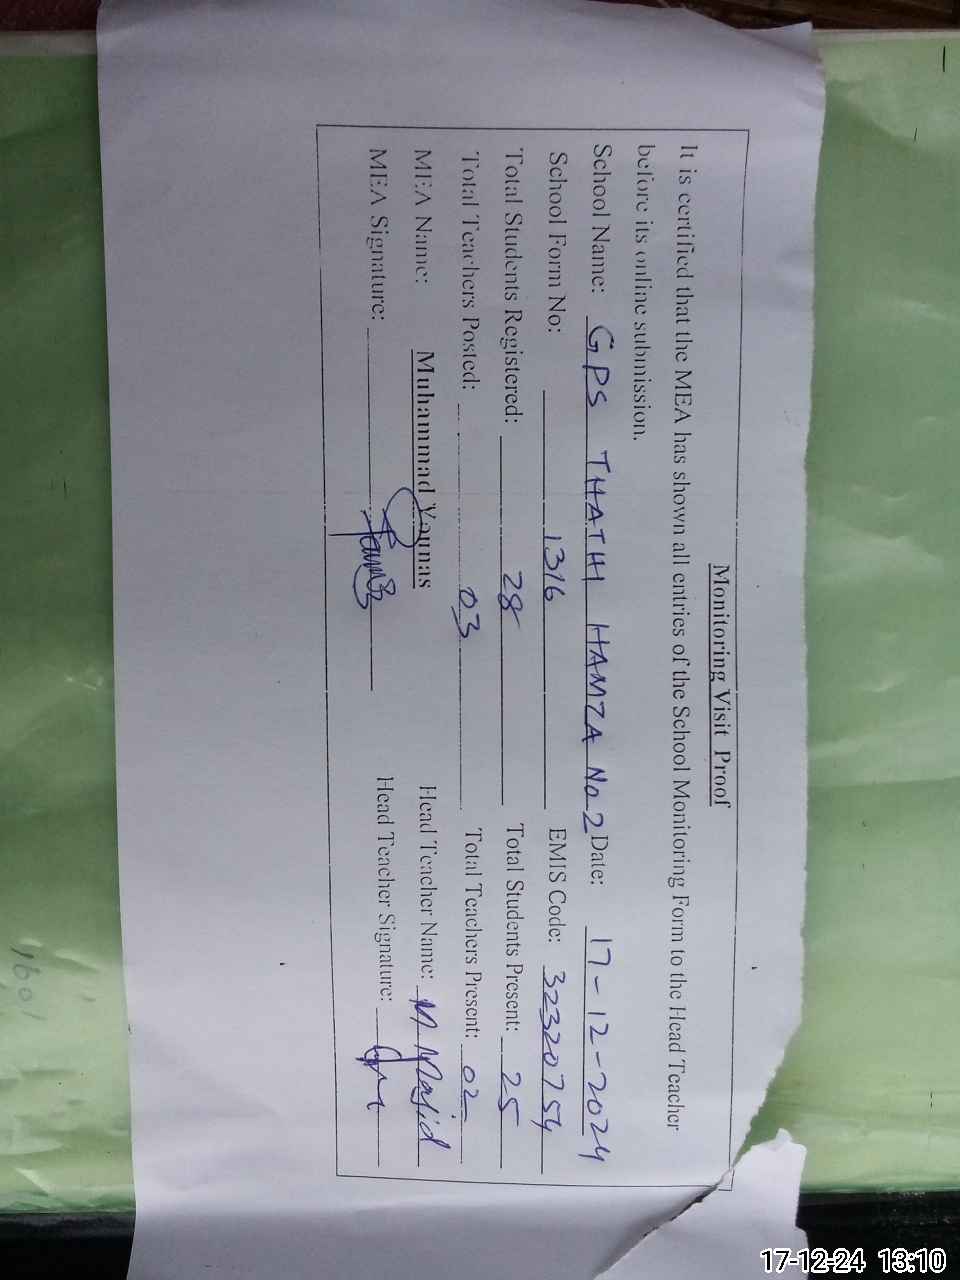 Monitoring Visit Proof
It is certified that the MEA has shown all entries of the School Monitoring Form to the Head Teacher
before its online submission.
School Name: GPS THATHI HAMZA No 2 Date: 17-12-2024
School Form No: 1316 EMIS Code: 32320754
Total Students Registered: 28 Total Students Present: 25
Total Teachers Posted: 03 Total Teachers Present: 02
MEA Name: Muhammad Younas Head Teacher Name: M Majid
MEA Signature: Head Teacher Signature:
1601
17-12-24 13:10